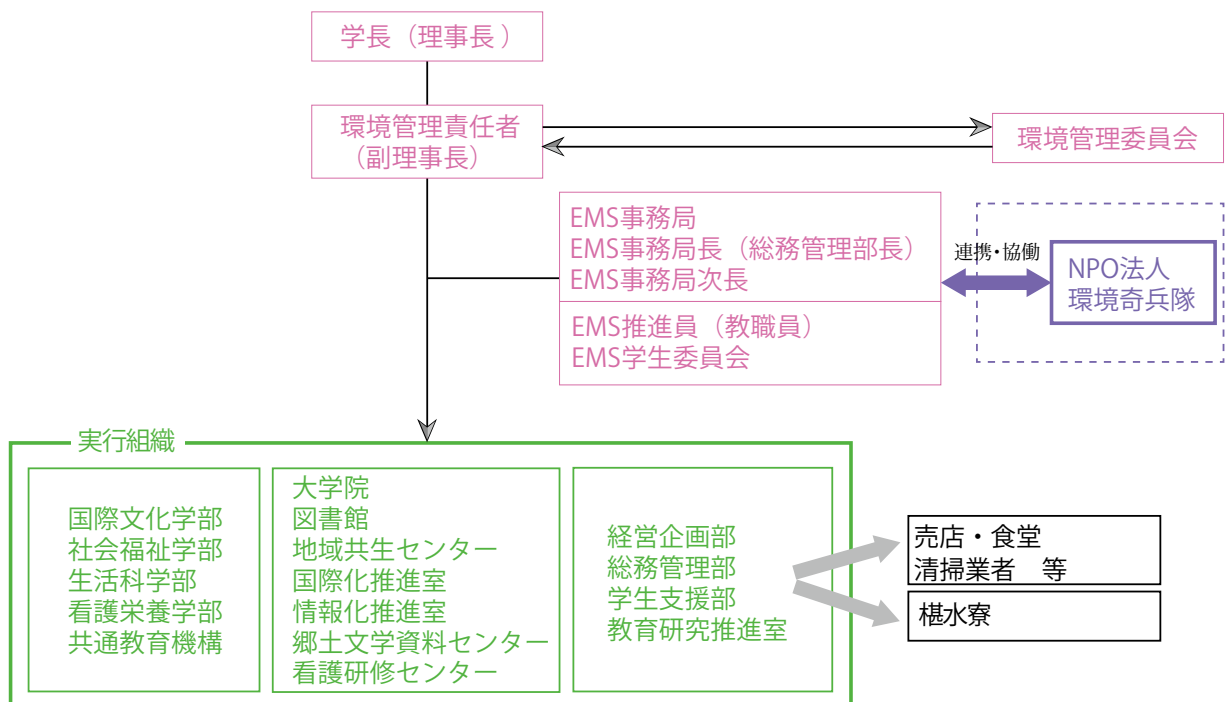 学長（理事長 ）
環境管理責任者
（副理事長）
環境管理委員会
EMS事務局
EMS事務局長（総務管理部長）
EMS事務局次長
EMS推進員（教職員）
EMS学生委員会
連携・協働
NPO法人
環境奇兵隊
実行組織
国際文化学部
社会福祉学部
生活科学部
看護栄養学部
共通教育機構
大学院
図書館
地域共生センター
国際化推進室
情報化推進室
郷土文学資料センター
看護研修センター
経営企画部
総務管理部
学生支援部
教育研究推進室
売店・食堂
清掃業者　等
椹水寮